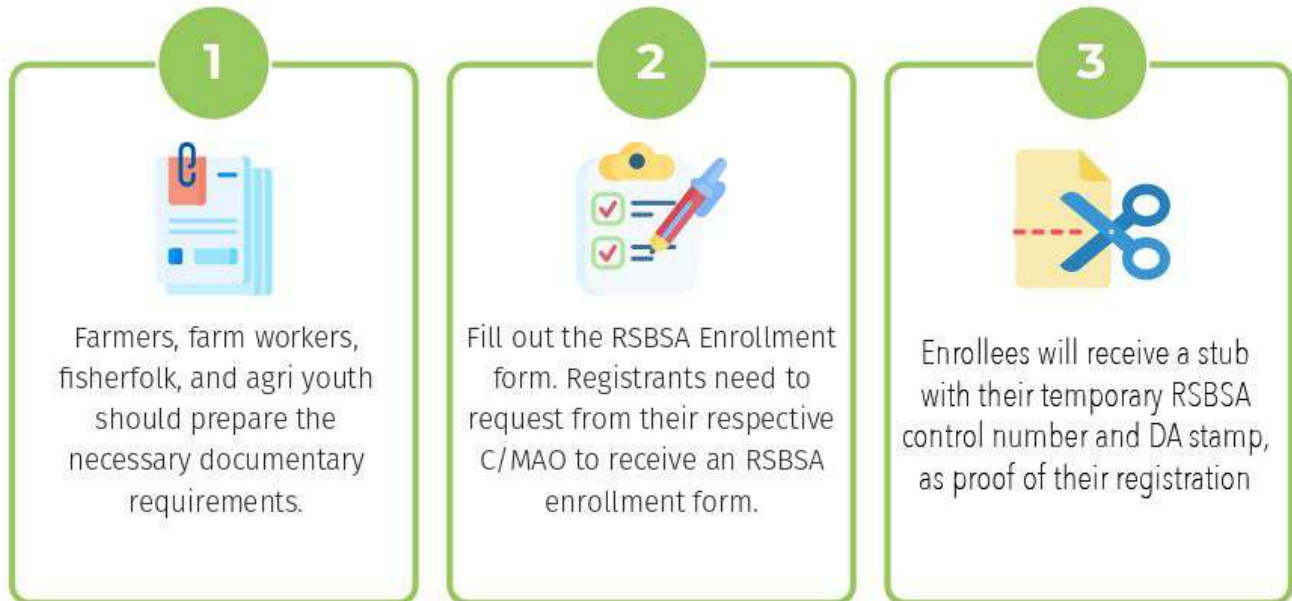 1
Farmers, farm workers,
fisherfolk, and agri youth
should prepare the
necessary documentary
requirements.
2
Fill out the RSBSA Enrollment
form. Registrants need to
request from their respective
C/MAO to receive an RSBSA
enrollment form.
3
Enrollees will receive a stub
with their temporary RSBSA
control number and DA stamp,
as proof of their registration